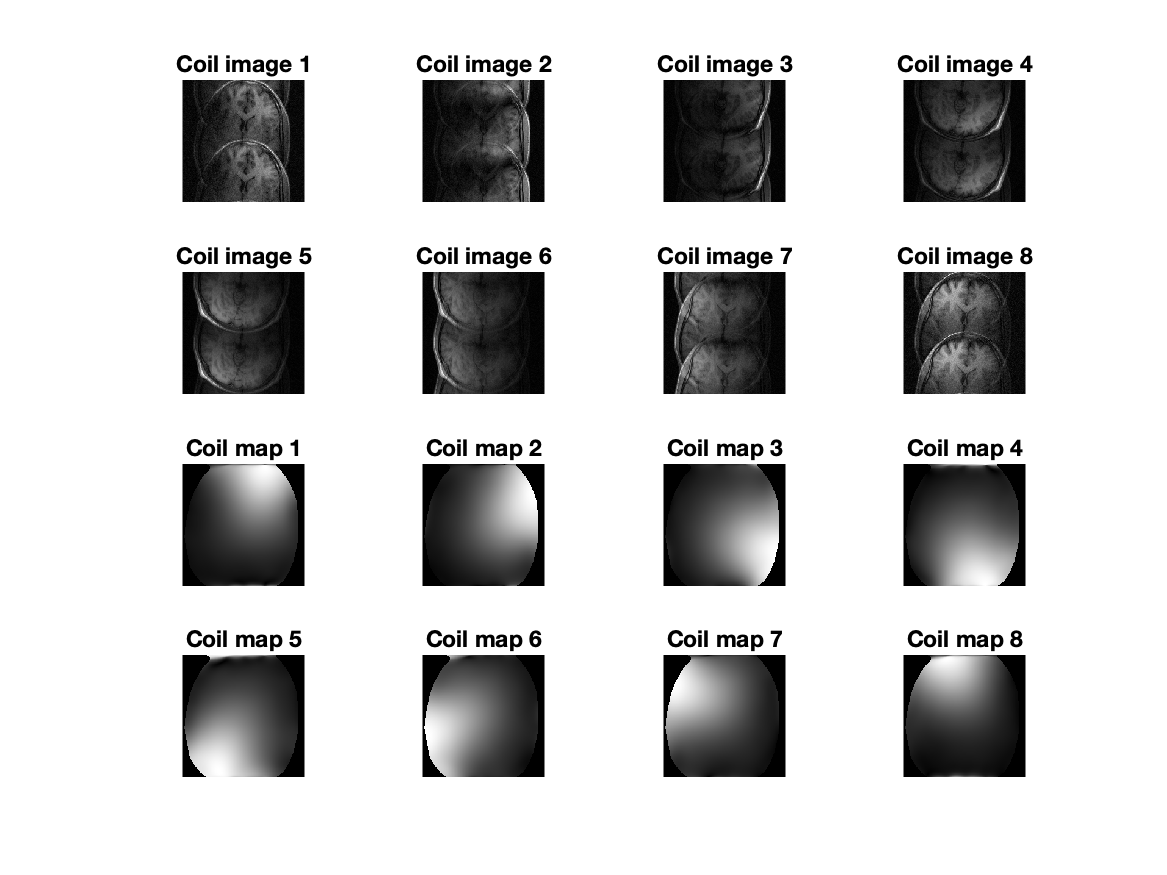 Coil image 1
Coil image 2
Coil image 3
Coil image 4
Coil image 5
Coil image 6
Coil image 7
Coil image 8
Coil map 1
Coil map 2
Coil map 3
Coil map 4
Coil map 5
Coil map 6
Coil map 7
Coil map 8